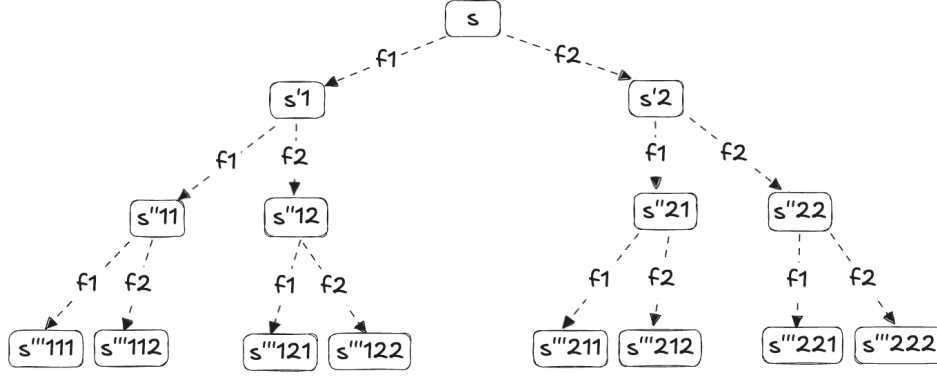 s
f1 f2
s'1 s'2
f1 f2 f1 f2
s"11 s"12 s"21 s"22
f1 f2 f1 f2 f1 f2 f1 f2
s'"111 s'"112 s'"121 s'"122 s'"211 s'"212 s'"221 s'"222